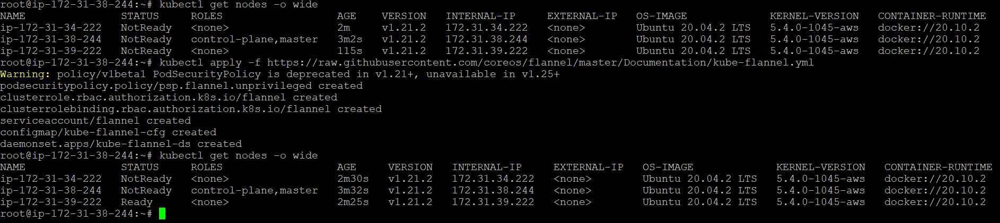 root@ip-172-31-38-244:~# kubectl get nodes -o wide
NAME STATUS ROLES AGE VERSION INTERNAL-IP EXTERNAL-IP OS-IMAGE KERNEL-VERSION CONTAINER-RUNTIME
ip-172-31-34-222 NotReady <none> 2m v1.21.2 172.31.34.222 <none> Ubuntu 20.04.2 LTS 5.4.0-1045-aws docker://20.10.2
ip-172-31-38-244 NotReady control-plane,master 3m2s v1.21.2 172.31.38.244 <none> Ubuntu 20.04.2 LTS 5.4.0-1045-aws docker://20.10.2
ip-172-31-39-222 NotReady <none> 115s v1.21.2 172.31.39.222 <none> Ubuntu 20.04.2 LTS 5.4.0-1045-aws docker://20.10.2
root@ip-172-31-38-244:~# kubectl apply -f https://raw.githubusercontent.com/coreos/flannel/master/Documentation/kube-flannel.yml
Warning: policy/v1beta1 PodSecurityPolicy is deprecated in v1.21+, unavailable in v1.25+
podsecuritypolicy.policy/psp.flannel.unprivileged created
clusterrole.rbac.authorization.k8s.io/flannel created
clusterrolebinding.rbac.authorization.k8s.io/flannel created
serviceaccount/flannel created
configmap/kube-flannel-cfg created
daemonset.apps/kube-flannel-ds created
root@ip-172-31-38-244:~# kubectl get nodes -o wide
NAME STATUS ROLES AGE VERSION INTERNAL-IP EXTERNAL-IP OS-IMAGE KERNEL-VERSION CONTAINER-RUNTIME
ip-172-31-34-222 NotReady <none> 2m30s v1.21.2 172.31.34.222 <none> Ubuntu 20.04.2 LTS 5.4.0-1045-aws docker://20.10.2
ip-172-31-38-244 NotReady control-plane,master 3m32s v1.21.2 172.31.38.244 <none> Ubuntu 20.04.2 LTS 5.4.0-1045-aws docker://20.10.2
ip-172-31-39-222 Ready <none> 2m25s v1.21.2 172.31.39.222 <none> Ubuntu 20.04.2 LTS 5.4.0-1045-aws docker://20.10.2
root@ip-172-31-38-244:~#